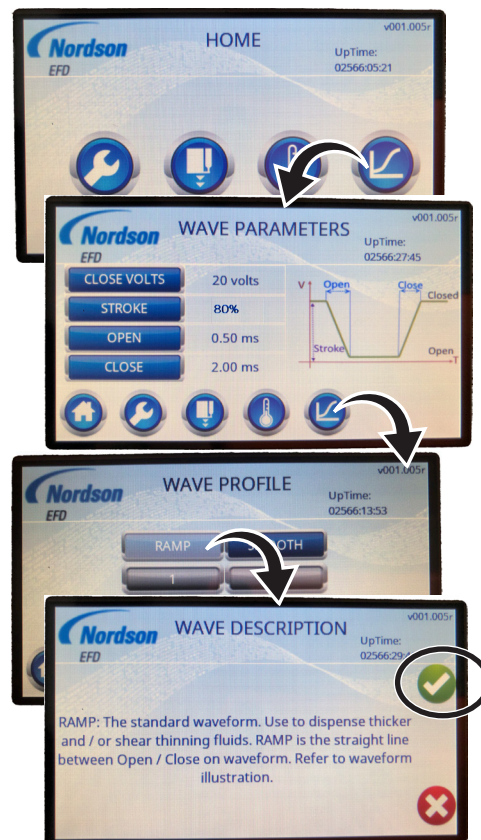 Nordson
EFD
HOME
v001.005r
UpTime:
02566:05:21
Nordson
EFD
WAVE PARAMETERS
v001.005r
UpTime:
02566:27:45
CLOSE VOLTS
20 volts
STROKE
80%
OPEN
0.50 ms
CLOSE
2.00 ms
V
Open
Close
Closed
Stroke
Open
T
Nordson
EFD
WAVE PROFILE
v001.005r
UpTime:
02566:13:53
RAMP
1
Nordson
EFD
WAVE DESCRIPTION
v001.005r
UpTime:
RAMP: The standard waveform. Use to dispense thicker
and / or shear thinning fluids. RAMP is the straight line
between Open / Close on waveform. Refer to waveform
illustration.